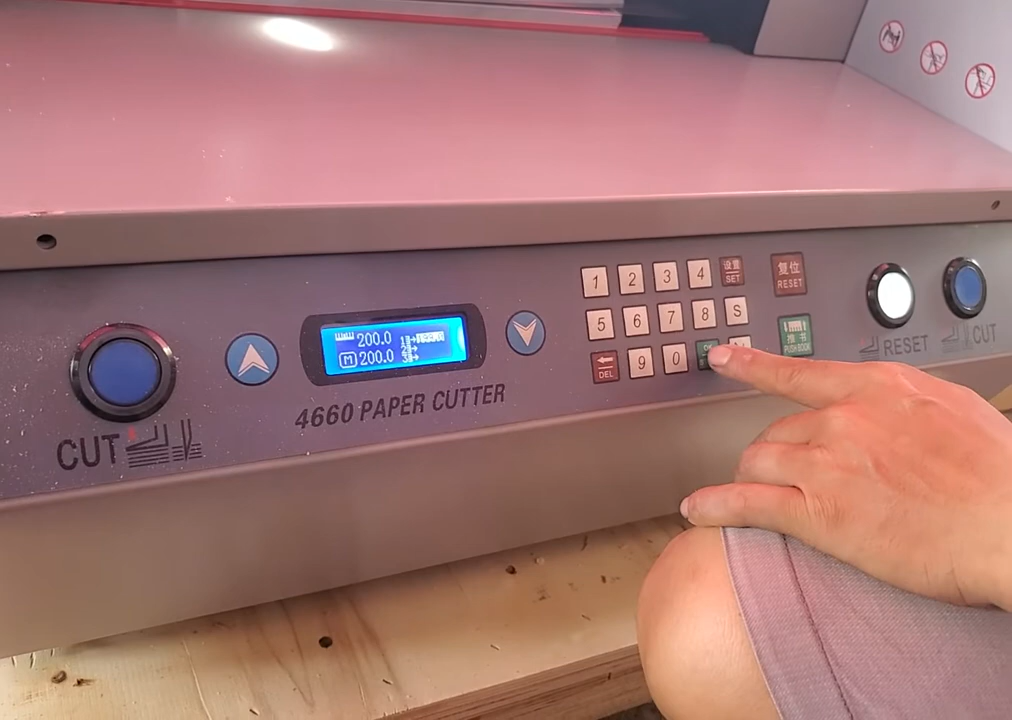 200.0
M 200.0
1 2 3 4 设置 SET
5 6 7 8 S
DEL 9 0
复位
RESET
推书
PUSH BOOK
4660 PAPER CUTTER
CUT
RESET
CUT